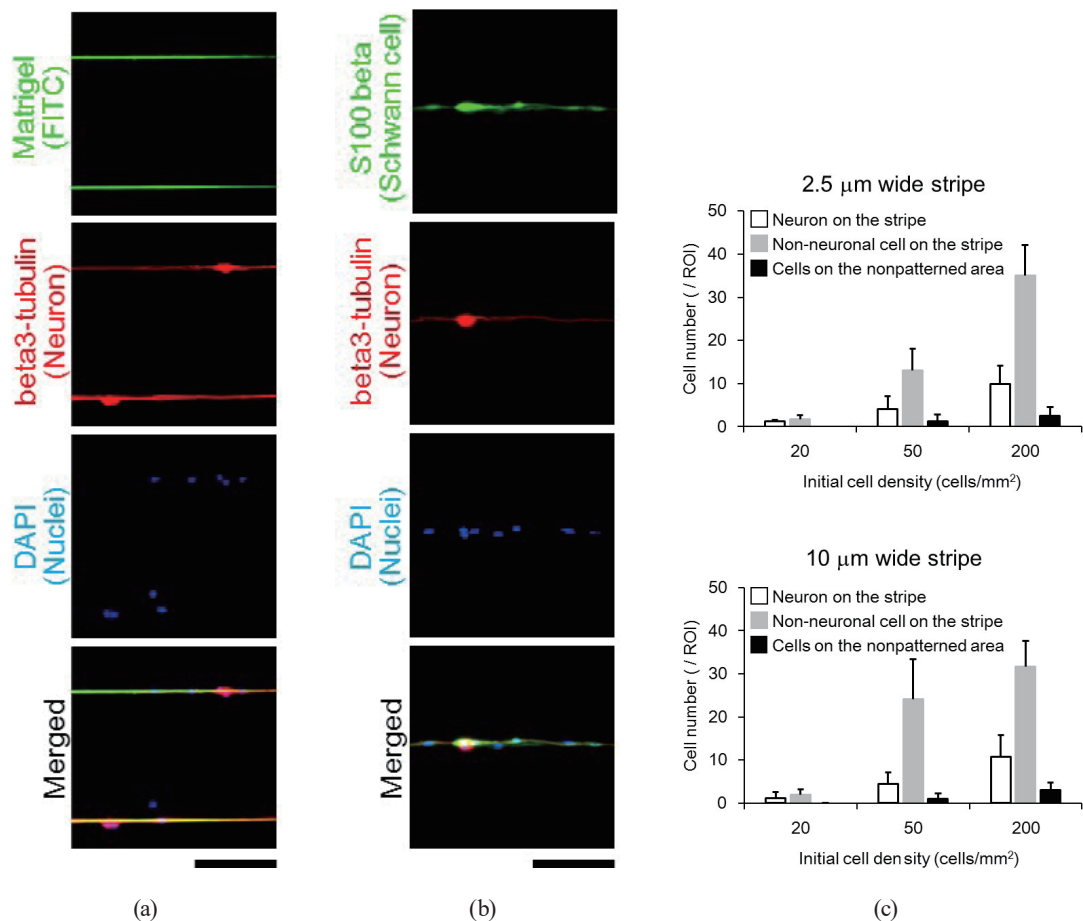 Matrigel
(FITC)
beta3-tubulin
(Neuron)
DAPI
(Nuclei)
Merged
(a)
S100 beta
(Schwann cell)
beta3-tubulin
(Neuron)
DAPI
(Nuclei)
Merged
(b)
2.5 μm wide stripe
50
40
30
20
10
0
Cell number ( / ROI)
Neuron on the stripe
Non-neuronal cell on the stripe
Cells on the nonpatterned area
20 50 200
Initial cell density (cells/mm²)
10 μm wide stripe
50
40
30
20
10
0
Cell number ( / ROI)
Neuron on the stripe
Non-neuronal cell on the stripe
Cells on the nonpatterned area
20 50 200
Initial cell density (cells/mm²)
(c)